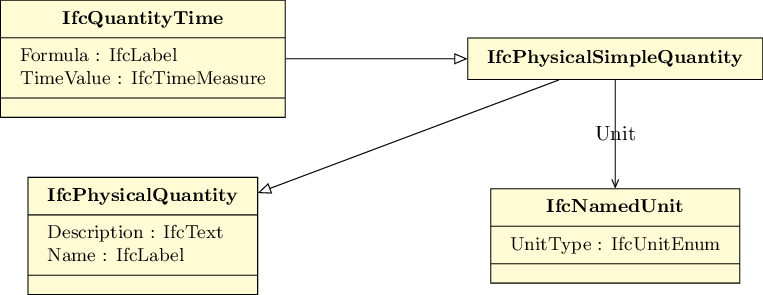 IfcQuantityTime
Formula : IfcLabel
TimeValue : IfcTimeMeasure
IfcPhysicalSimpleQuantity
Unit
IfcPhysicalQuantity
Description : IfcText
Name : IfcLabel
IfcNamedUnit
UnitType : IfcUnitEnum